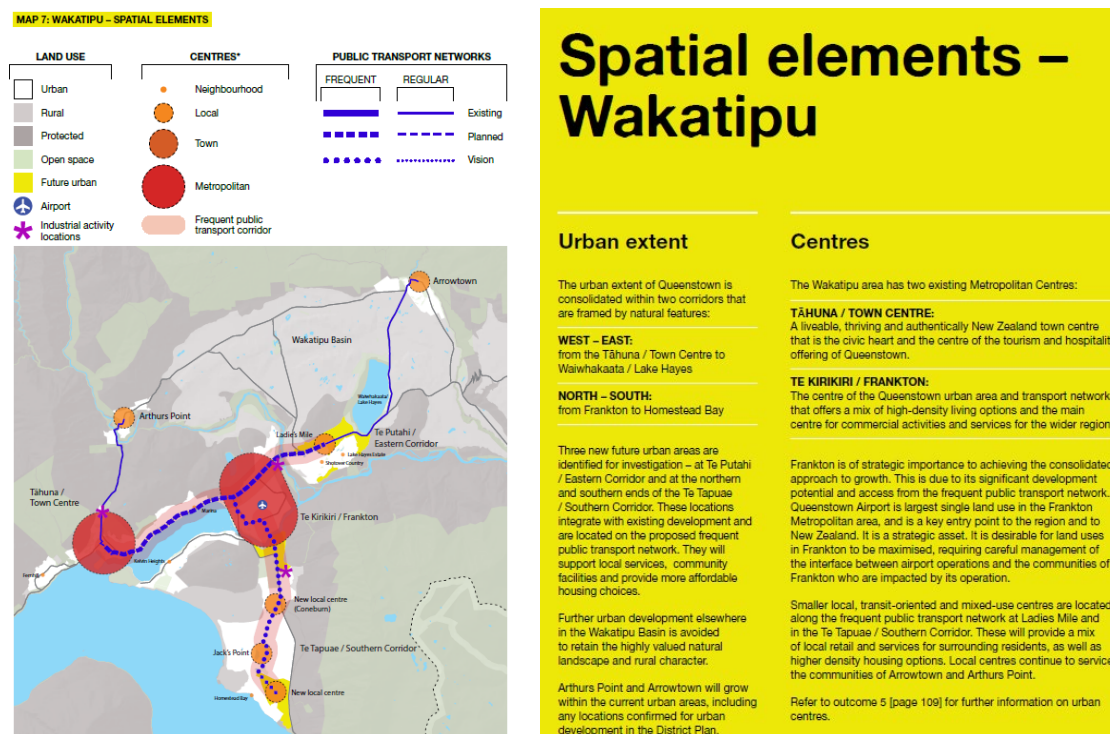 MAP 7: WAKATIPU – SPATIAL ELEMENTS
LAND USE
Urban
Rural
Protected
Open space
Future urban
Airport
Industrial activity
locations
CENTRES*
Neighbourhood
Local
Town
Metropolitan
Frequent public
transport corridor
PUBLIC TRANSPORT NETWORKS
FREQUENT
REGULAR
Existing
Planned
Vision
Arrowtown
Wakatipu Basin
Waiwhakaata/
Lake Hayes
Arthurs Point
Ladie's Mile
Te Putahi /
Eastern Corridor
Lake Hayes Estate
Shotover Country
Tāhuna /
Town Centre
Marina
Te Kirikiri / Frankton
Kelvin Heights
Fernhill
New local centre
(Coneburn)
Jack's Point
Te Tapuae / Southern Corridor
New local centre
Homestead Bay
Spatial elements –
Wakatipu
Urban extent
The urban extent of Queenstown is
consolidated within two corridors that
are framed by natural features:
WEST – EAST:
from the Tāhuna / Town Centre to
Waiwhakaata / Lake Hayes
NORTH – SOUTH:
from Frankton to Homestead Bay
Three new future urban areas are
identified for investigation – at Te Putahi
/ Eastern Corridor and at the northern
and southern ends of the Te Tapuae
/ Southern Corridor. These locations
integrate with existing development and
are located on the proposed frequent
public transport network. They will
support local services, community
facilities and provide more affordable
housing choices.
Further urban development elsewhere
in the Wakatipu Basin is avoided
to retain the highly valued natural
landscape and rural character.
Arthurs Point and Arrowtown will grow
within the current urban areas, including
any locations confirmed for urban
development in the District Plan.
Centres
The Wakatipu area has two existing Metropolitan Centres:
TĀHUNA / TOWN CENTRE:
A liveable, thriving and authentically New Zealand town centre
that is the civic heart and the centre of the tourism and hospitalit
offering of Queenstown.
TE KIRIKIRI / FRANKTON:
The centre of the Queenstown urban area and transport network
that offers a mix of high-density living options and the main
centre for commercial activities and services for the wider region
Frankton is of strategic importance to achieving the consolidated
approach to growth. This is due to its significant development
potential and access from the frequent public transport network.
Queenstown Airport is largest single land use in the Frankton
Metropolitan area, and is a key entry point to the region and to
New Zealand. It is a strategic asset. It is desirable for land uses
in Frankton to be maximised, requiring careful management of
the interface between airport operations and the communities of
Frankton who are impacted by its operation.
Smaller local, transit-oriented and mixed-use centres are located
along the frequent public transport network at Ladies Mile and
in the Te Tapuae / Southern Corridor. These will provide a mix
of local retail and services for surrounding residents, as well as
higher density housing options. Local centres continue to service
the communities of Arrowtown and Arthurs Point.
Refer to outcome 5 [page 109] for further information on urban
centres.